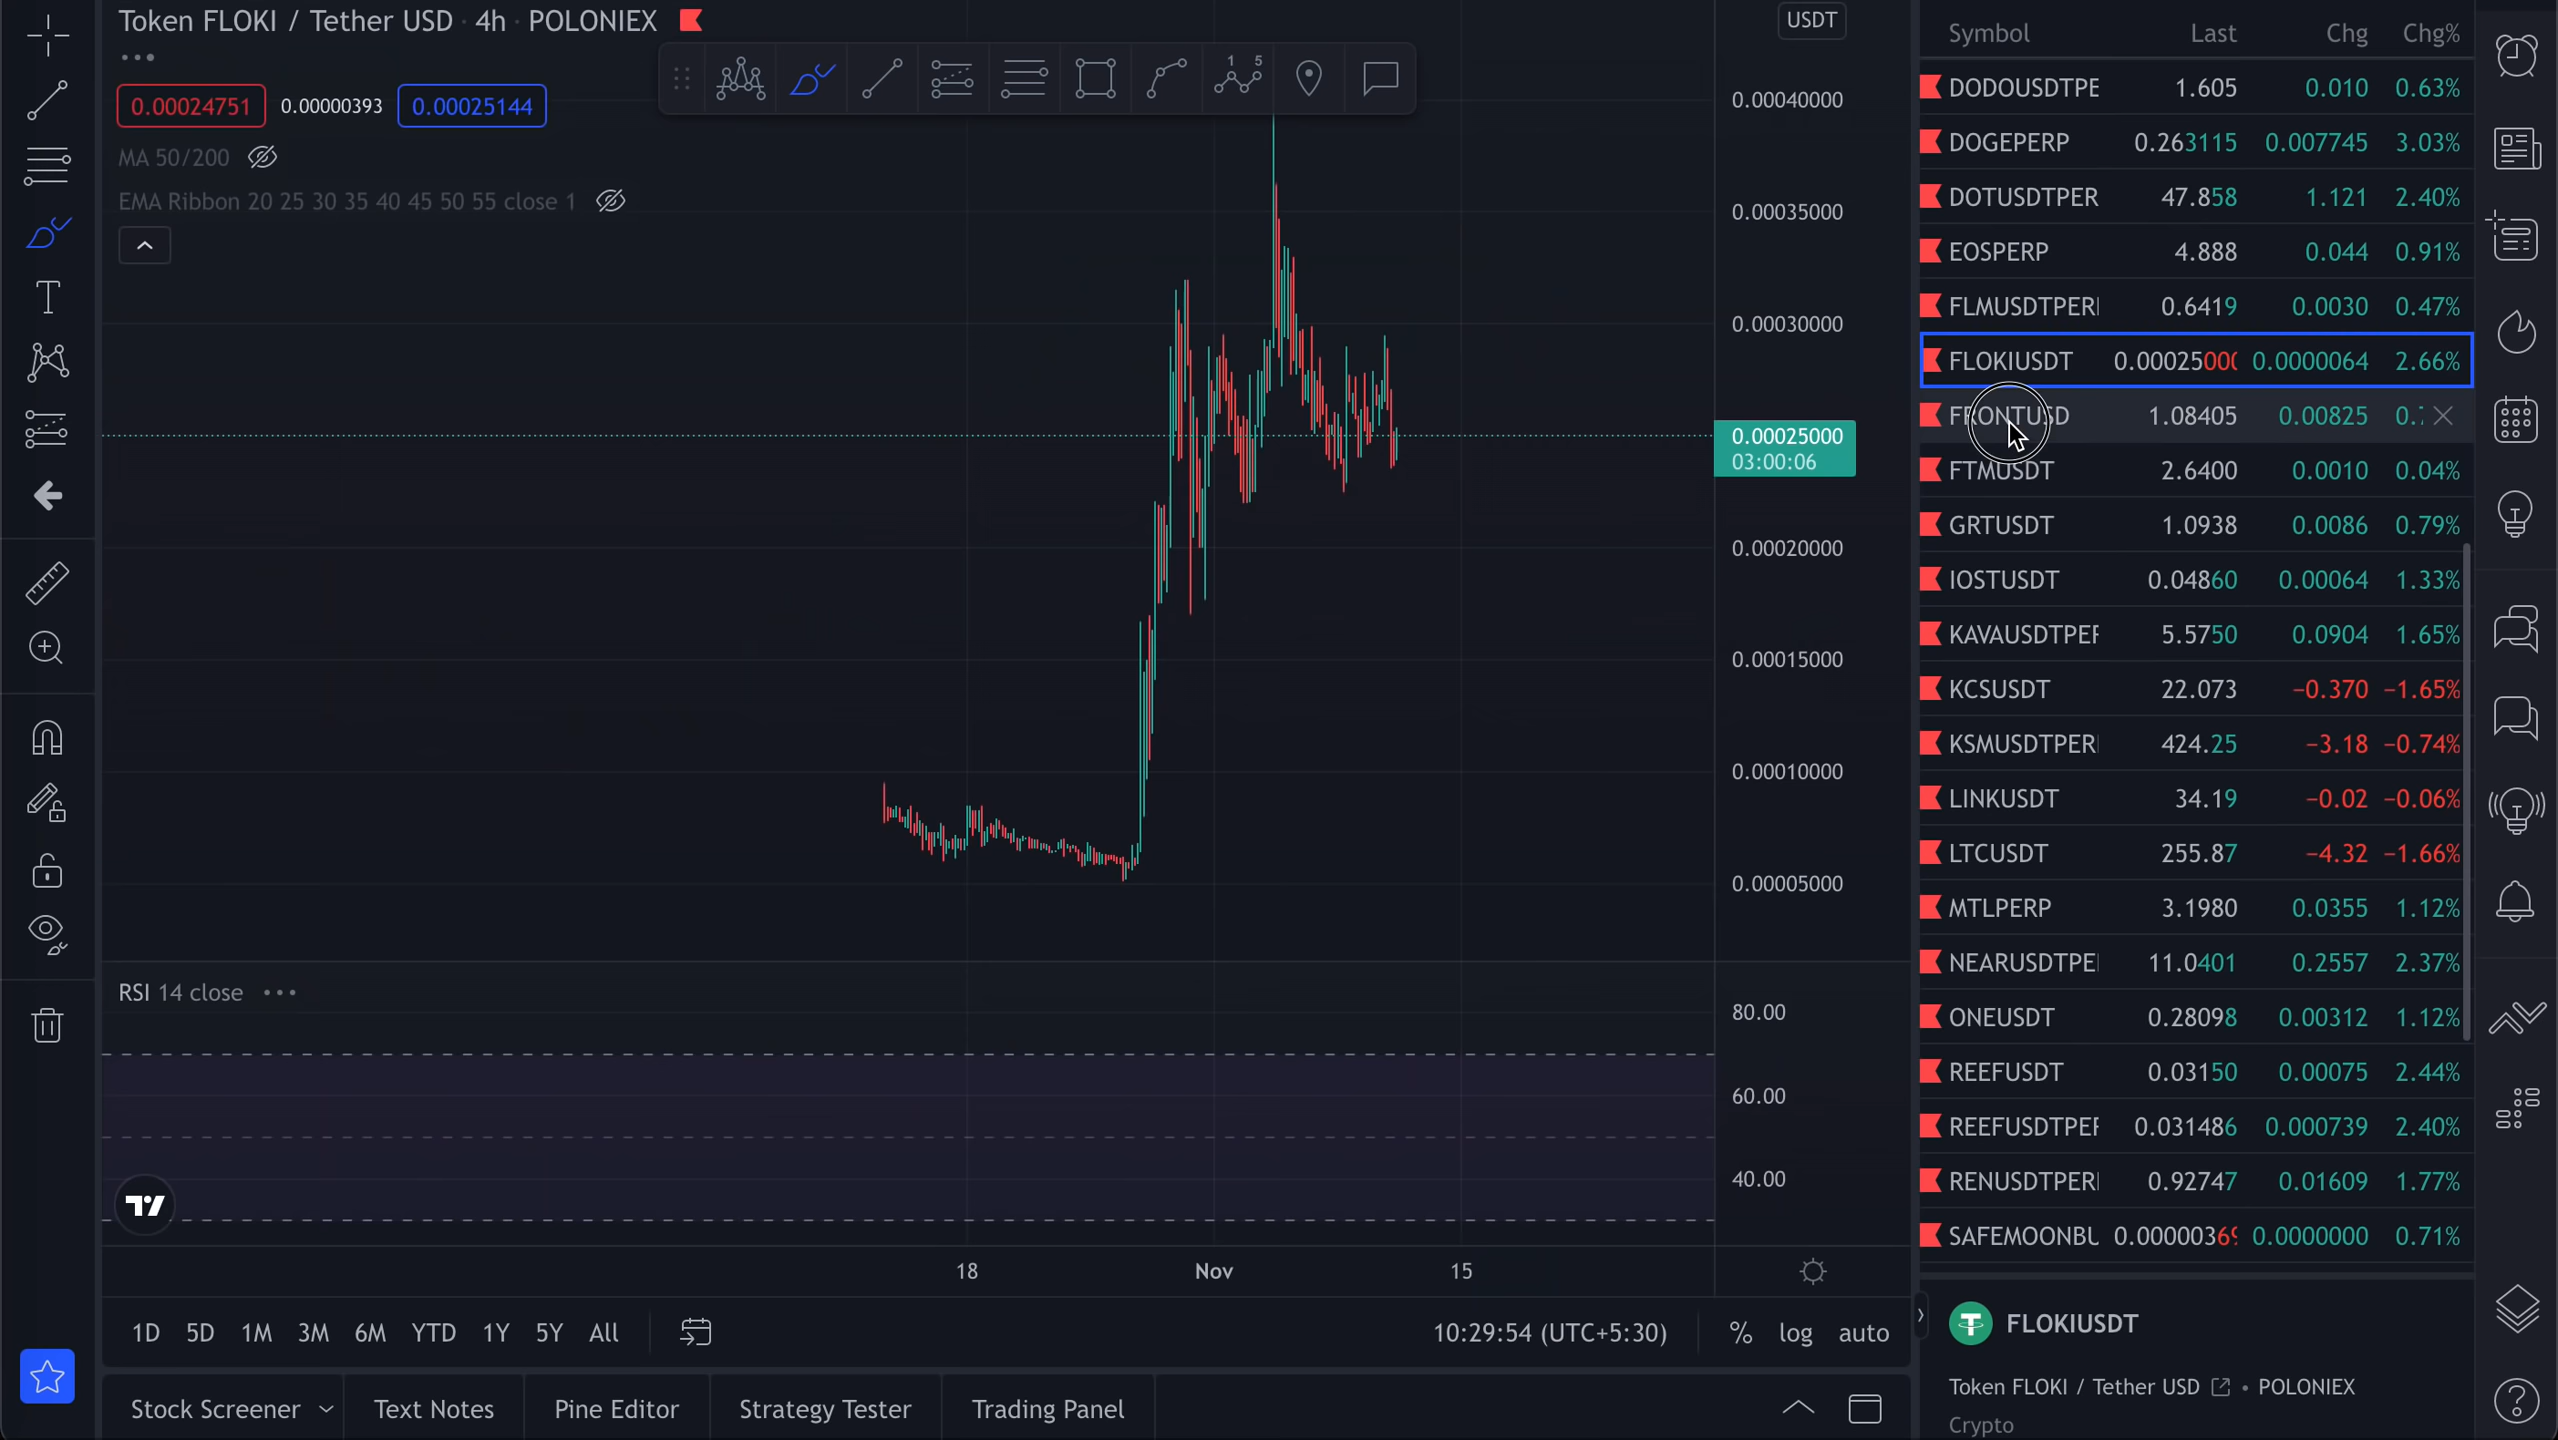 Token FLOKI / Tether USD · 4h · POLONIEX
0.00024751 0.00000393 0.00025144
MA 50/200
EMA Ribbon 20 25 30 35 40 45 50 55 close 1
1 5
USDT
0.00040000
0.00035000
0.00030000
0.00025000
03:00:06
0.00020000
0.00015000
0.00010000
0.00005000
RSI 14 close
80.00
60.00
40.00
18 Nov 15
1D 5D 1M 3M 6M YTD 1Y 5Y All
10:29:54 (UTC+5:30) % log auto
Stock Screener Text Notes Pine Editor Strategy Tester Trading Panel
Symbol Last Chg Chg%
DODOUSDTPE 1.605 0.010 0.63%
DOGEPERP 0.263115 0.007745 3.03%
DOTUSDTPER 47.858 1.121 2.40%
EOSPERP 4.888 0.044 0.91%
FLMUSDTPER 0.6419 0.0030 0.47%
FLOKIUSDT 0.00025000 0.0000064 2.66%
FRONTUSD 1.08405 0.00825
FTMUSDT 2.6400 0.0010 0.04%
GRTUSDT 1.0938 0.0086 0.79%
IOSTUSDT 0.04860 0.00064 1.33%
KAVAUSDTPE 5.5750 0.0904 1.65%
KCSUSDT 22.073 −0.370 −1.65%
KSMUSDTPER 424.25 −3.18 −0.74%
LINKUSDT 34.19 −0.02 −0.06%
LTCUSDT 255.87 −4.32 −1.66%
MTLPERP 3.1980 0.0355 1.12%
NEARUSDTPE 11.0401 0.2557 2.37%
ONEUSDT 0.28098 0.00312 1.12%
REEFUSDT 0.03150 0.00075 2.44%
REEFUSDTPE 0.031486 0.000739 2.40%
RENUSDTPER 0.92747 0.01609 1.77%
SAFEMOONBU 0.00000369 0.0000000 0.71%
FLOKIUSDT
Token FLOKI / Tether USD • POLONIEX
Crypto